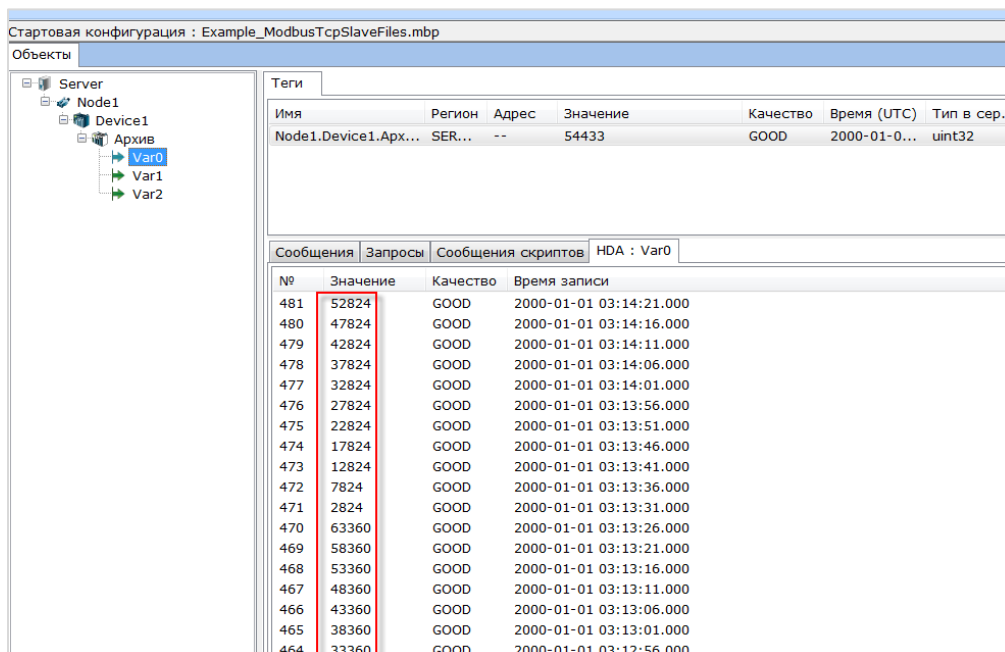 Стартовая конфигурация : Example_ModbusTcpSlaveFiles.mbp
Объекты
Server
Node1
Device1
Архив
Var0
Var1
Var2
Теги
Имя Регион Адрес Значение Качество Время (UTC) Тип в сер.
Node1.Device1.Арх... SER... -- 54433 GOOD 2000-01-0... uint32
Сообщения Запросы Сообщения скриптов HDA : Var0
№ Значение Качество Время записи
481 52824 GOOD 2000-01-01 03:14:21.000
480 47824 GOOD 2000-01-01 03:14:16.000
479 42824 GOOD 2000-01-01 03:14:11.000
478 37824 GOOD 2000-01-01 03:14:06.000
477 32824 GOOD 2000-01-01 03:14:01.000
476 27824 GOOD 2000-01-01 03:13:56.000
475 22824 GOOD 2000-01-01 03:13:51.000
474 17824 GOOD 2000-01-01 03:13:46.000
473 12824 GOOD 2000-01-01 03:13:41.000
472 7824 GOOD 2000-01-01 03:13:36.000
471 2824 GOOD 2000-01-01 03:13:31.000
470 63360 GOOD 2000-01-01 03:13:26.000
469 58360 GOOD 2000-01-01 03:13:21.000
468 53360 GOOD 2000-01-01 03:13:16.000
467 48360 GOOD 2000-01-01 03:13:11.000
466 43360 GOOD 2000-01-01 03:13:06.000
465 38360 GOOD 2000-01-01 03:13:01.000
464 33360 GOOD 2000-01-01 03:12:56.000